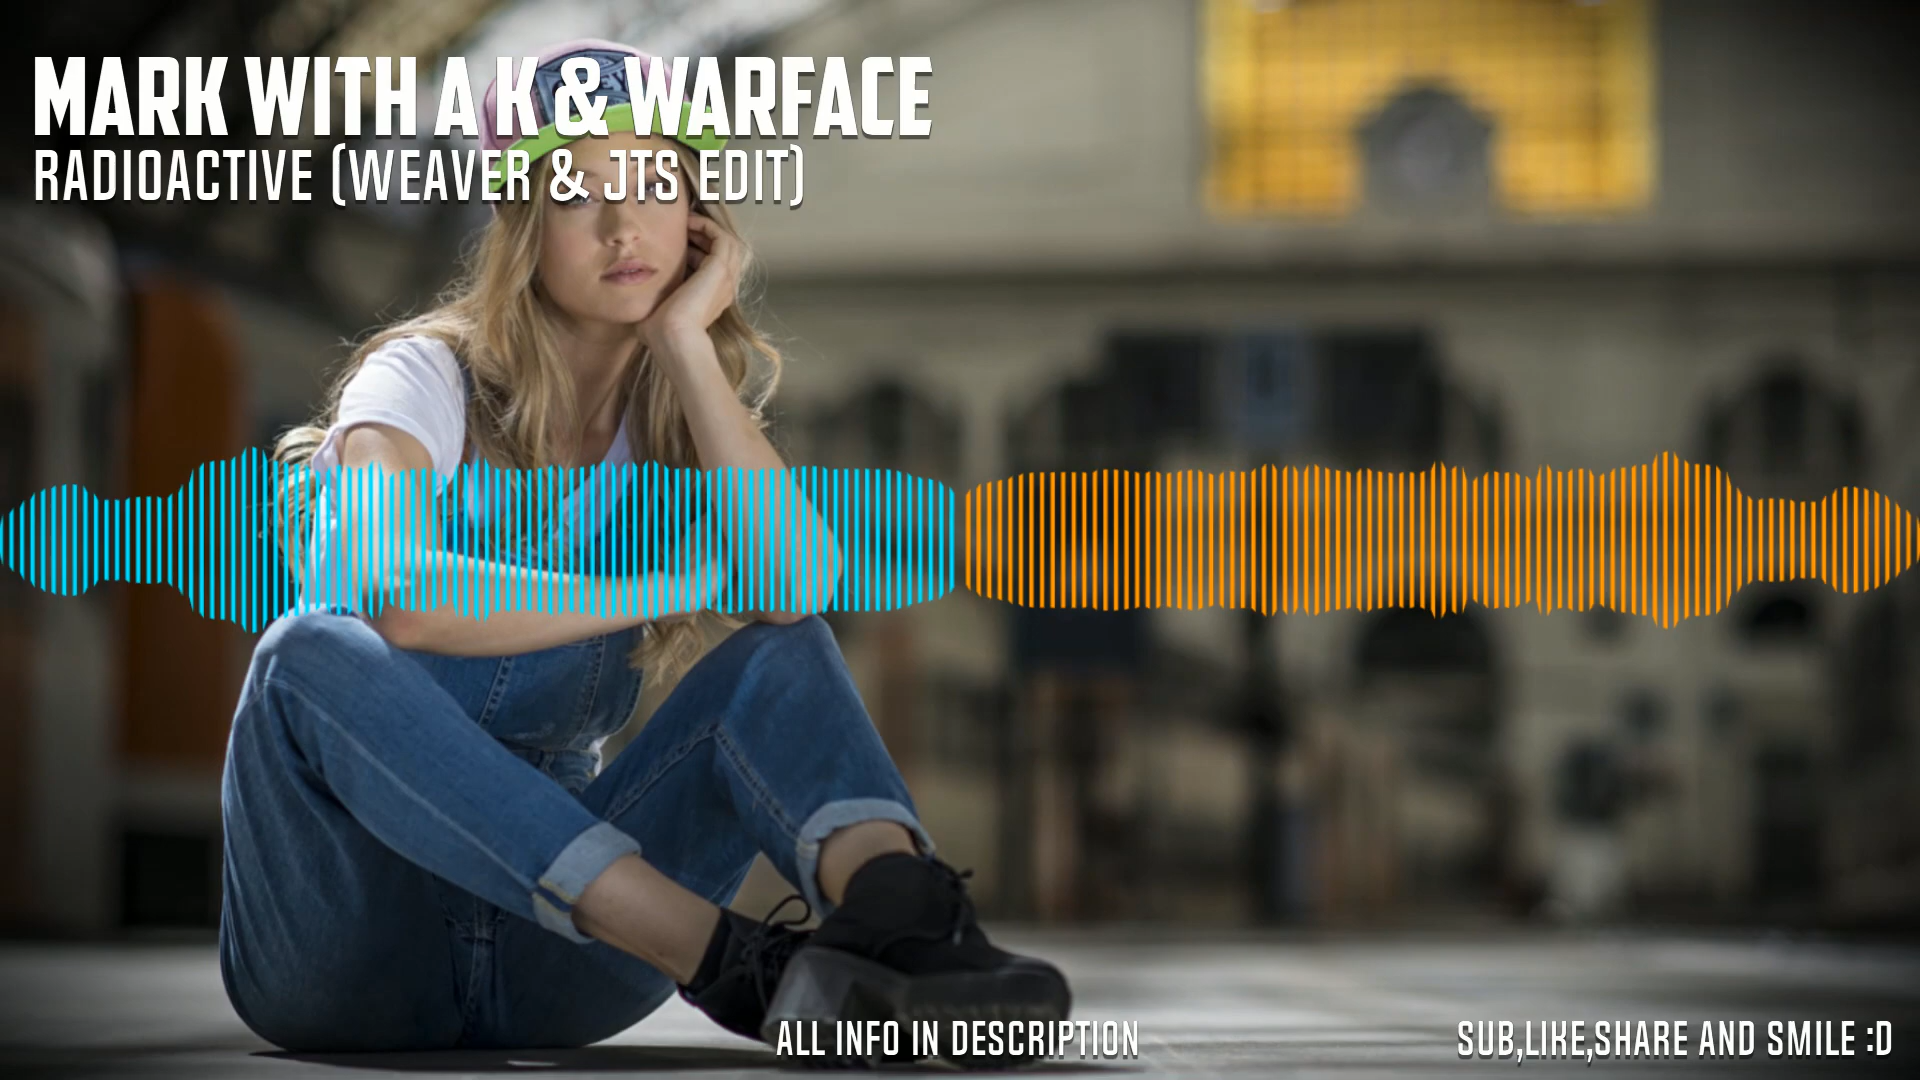 MARK WITH A K & WARFACE
RADIOACTIVE (WEAVER & JTS EDIT)
ALL INFO IN DESCRIPTION
SUB,LIKE,SHARE AND SMILE :D